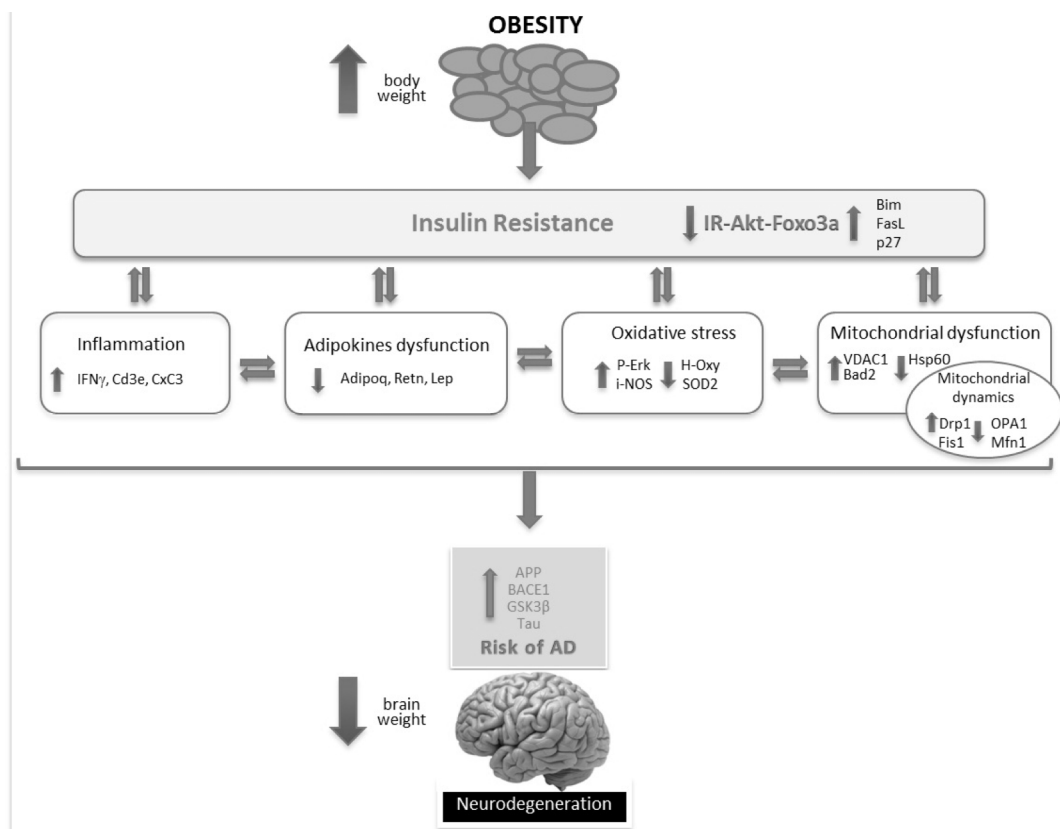 OBESITY
body
weight
Insulin Resistance
IR-Akt-Foxo3a
Bim
FasL
p27
Inflammation
IFNγ, Cd3e, CxC3
Adipokines dysfunction
Adipoq, Retn, Lep
Oxidative stress
P-Erk
i-NOS
H-Oxy
SOD2
Mitochondrial dysfunction
VDAC1
Bad2
Hsp60
Mitochondrial
dynamics
Drp1
Fis1
OPA1
Mfn1
APP
BACE1
GSK3β
Tau
Risk of AD
brain
weight
Neurodegeneration